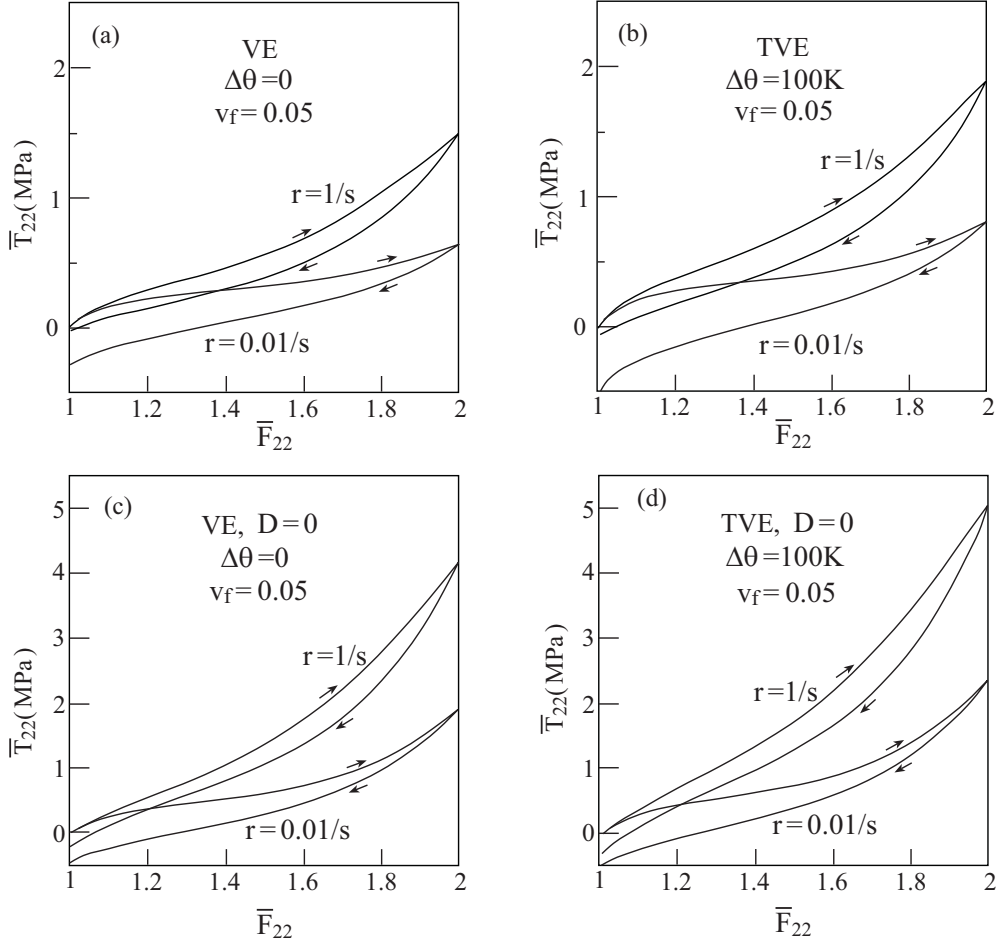 (a)
VE
Δθ=0
vf=0.05
r=1/s
r=0.01/s
2
1
0
T̅22(MPa)
1
1.2
1.4
1.6
1.8
2
F̅22
(b)
TVE
Δθ=100K
vf=0.05
r=1/s
r=0.01/s
2
1
0
T̅22(MPa)
1
1.2
1.4
1.6
1.8
2
F̅22
(c)
VE, D=0
Δθ=0
vf=0.05
r=1/s
r=0.01/s
5
4
3
2
1
0
T̅22(MPa)
1
1.2
1.4
1.6
1.8
2
F̅22
(d)
TVE, D=0
Δθ=100K
vf=0.05
r=1/s
r=0.01/s
5
4
3
2
1
0
T̅22(MPa)
1
1.2
1.4
1.6
1.8
2
F̅22